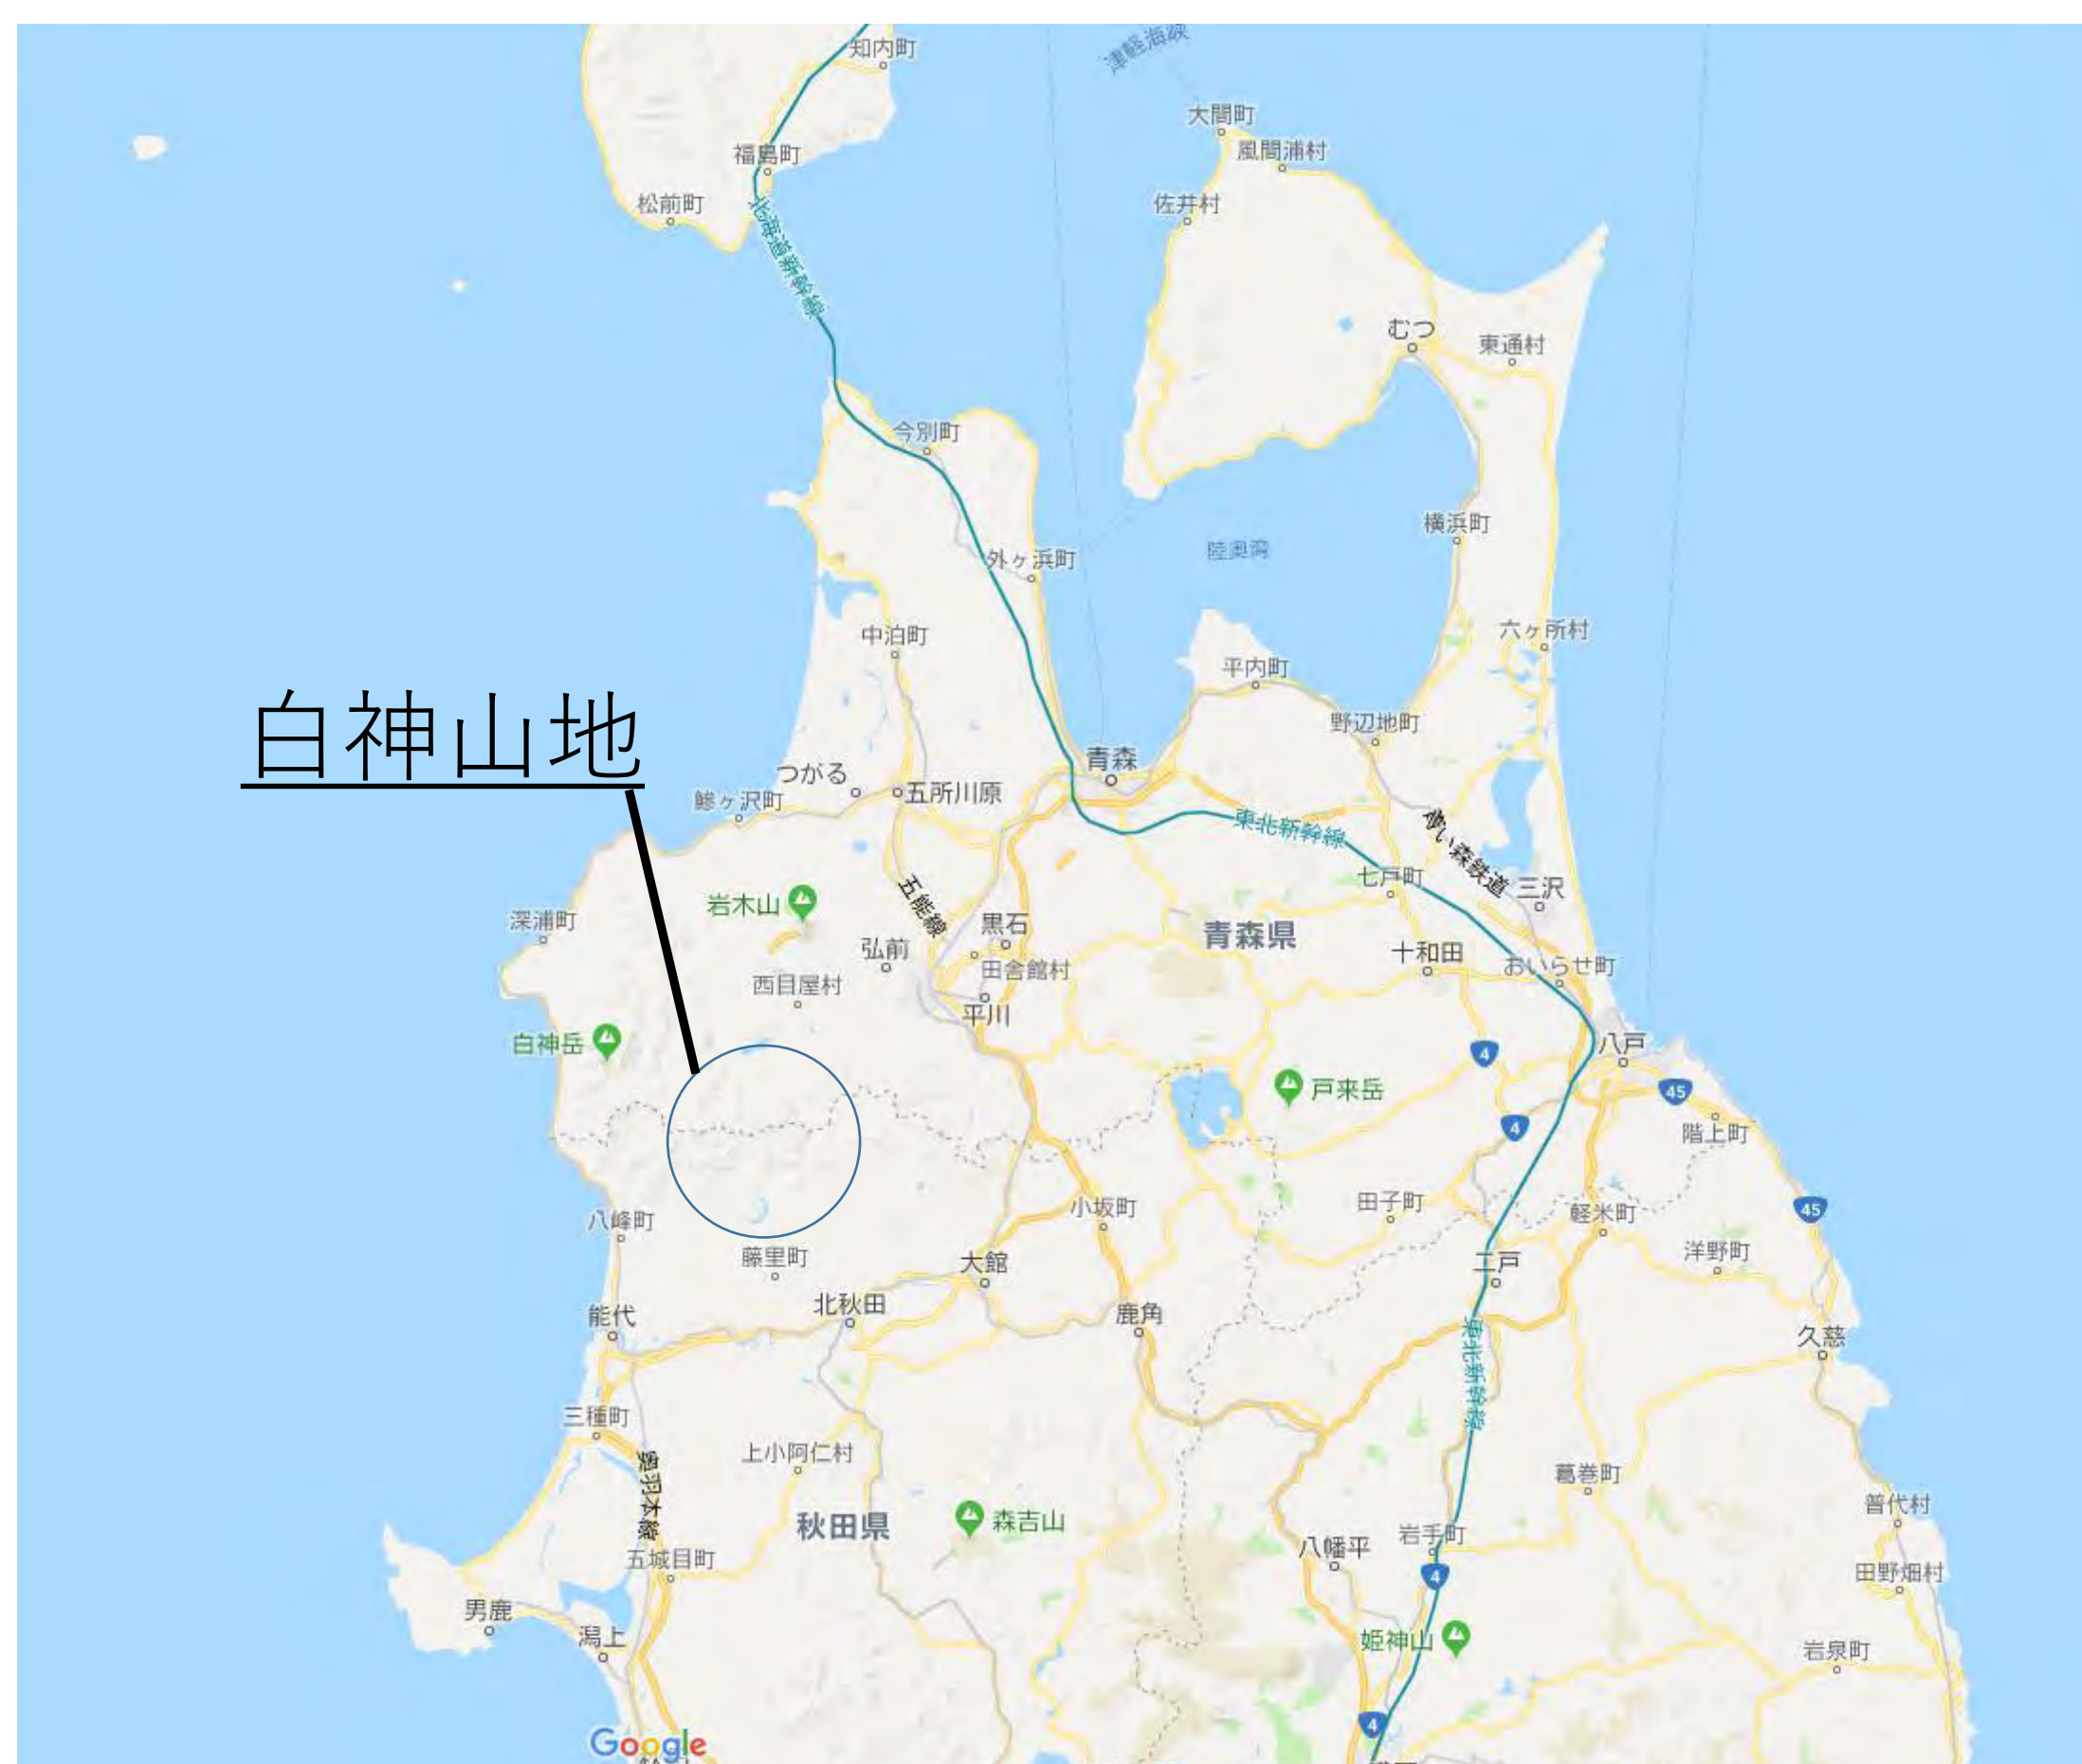 知内町
津軽海峡
大間町
風間浦村
福島町
松前町
佐井村
北海道新幹線
むつ
東通村
今別町
横浜町
陸奥湾
外ヶ浜町
六ヶ所村
中泊町
平内町
白神山地
野辺地町
青森
つがる
五所川原
鰺ヶ沢町
東北新幹線
青い森鉄道
七戸町
三沢
岩木山
五能線
深浦町
黒石
青森県
弘前
十和田
おいらせ町
田舎館村
西目屋村
平川
白神岳
八戸
4
戸来岳
45
4
階上町
田子町
小坂町
軽米町
45
八峰町
藤里町
大館
二戸
洋野町
北秋田
能代
鹿角
久慈
東北新幹線
三種町
上小阿仁村
奥羽本線
葛巻町
普代村
秋田県
森吉山
岩手町
八幡平
五城目町
4
田野畑村
男鹿
潟上
姫神山
岩泉町
4
Google